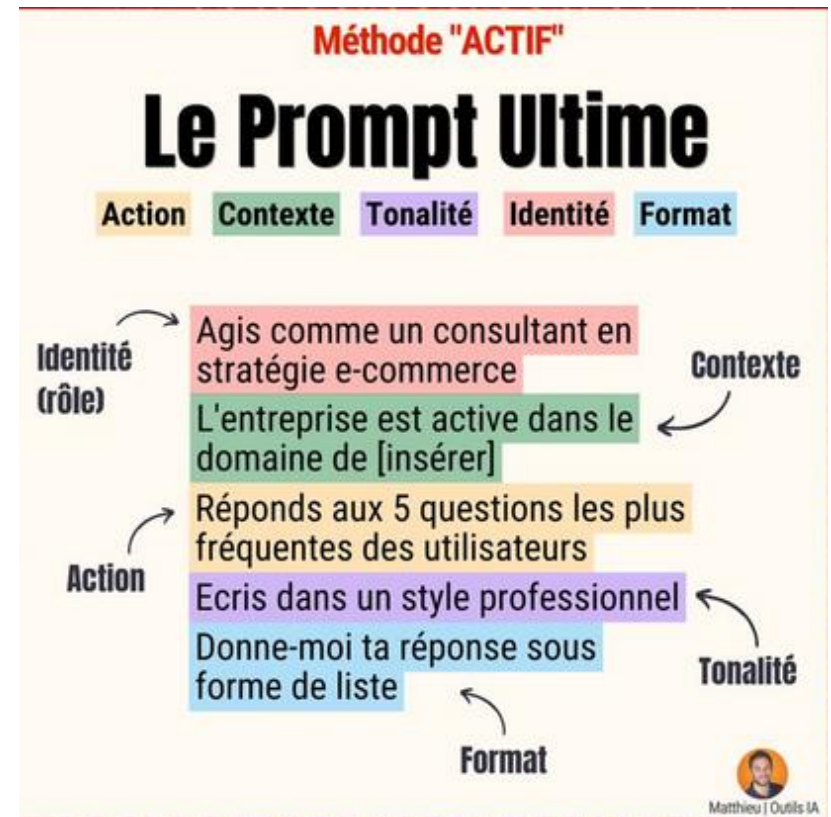 Méthode "ACTIF"
Le Prompt Ultime
Action Contexte Tonalité Identité Format
Identité
(rôle)
Agis comme un consultant en
stratégie e-commerce
Contexte
L'entreprise est active dans le
domaine de [insérer]
Action
Réponds aux 5 questions les plus
fréquentes des utilisateurs
Ecris dans un style professionnel
Tonalité
Donne-moi ta réponse sous
forme de liste
Format
Matthieu | Outils IA